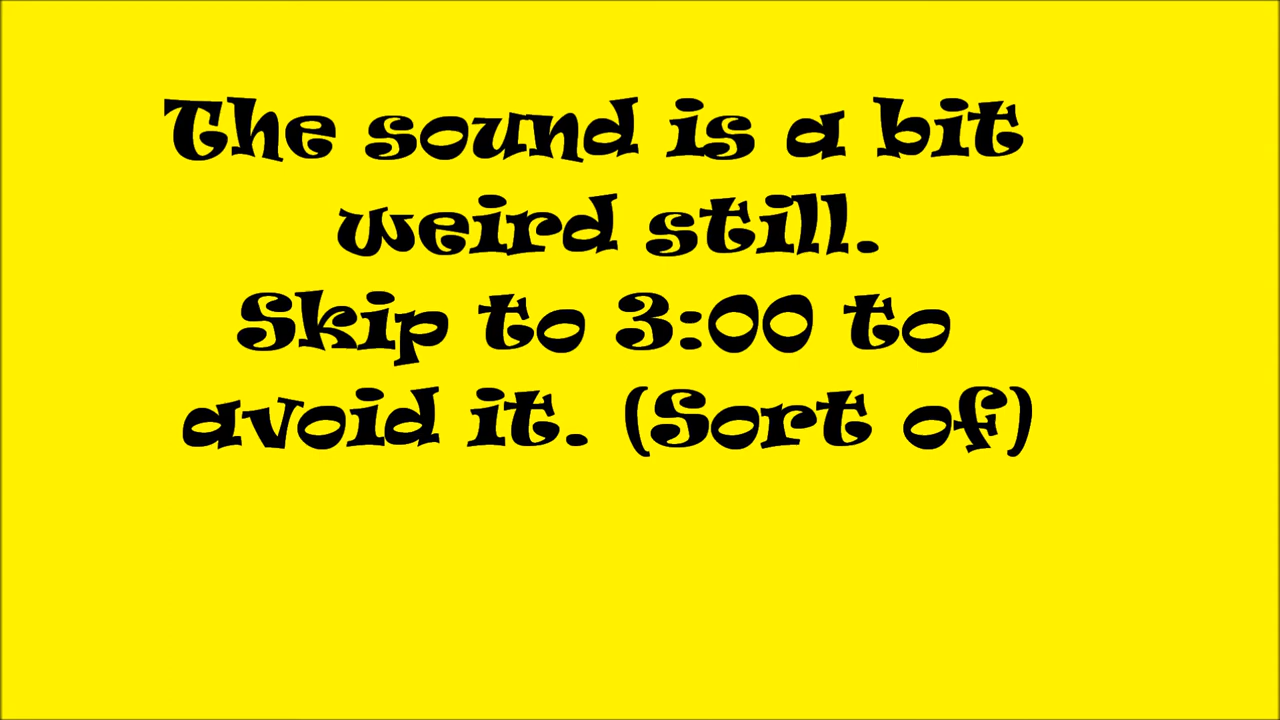 The sound is a bit
weird still.
Skip to 3:00 to
avoid it. (Sort of)